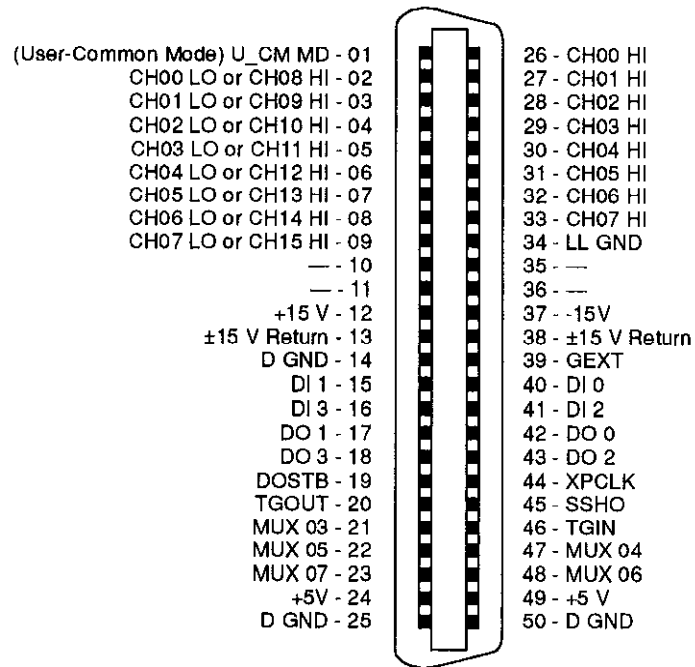 (User-Common Mode) U_CM MD - 01
CH00 LO or CH08 HI - 02
CH01 LO or CH09 HI - 03
CH02 LO or CH10 HI - 04
CH03 LO or CH11 HI - 05
CH04 LO or CH12 HI - 06
CH05 LO or CH13 HI - 07
CH06 LO or CH14 HI - 08
CH07 LO or CH15 HI - 09
— - 10
— - 11
+15 V - 12
±15 V Return - 13
D GND - 14
DI 1 - 15
DI 3 - 16
DO 1 - 17
DO 3 - 18
DOSTB - 19
TGOUT - 20
MUX 03 - 21
MUX 05 - 22
MUX 07 - 23
+5V - 24
D GND - 25
26 - CH00 HI
27 - CH01 HI
28 - CH02 HI
29 - CH03 HI
30 - CH04 HI
31 - CH05 HI
32 - CH06 HI
33 - CH07 HI
34 - LL GND
35 - —
36 - —
37 - -15V
38 - ±15 V Return
39 - GEXT
40 - DI 0
41 - DI 2
42 - DO 0
43 - DO 2
44 - XPCLK
45 - SSHO
46 - TGIN
47 - MUX 04
48 - MUX 06
49 - +5 V
50 - D GND